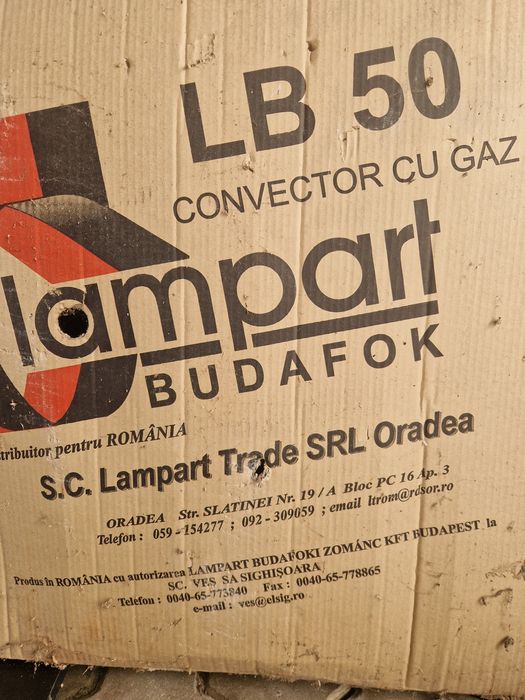 LB 50
CONVECTOR CU GAZ
lampart
BUDAFOK
tribuitor pentru ROMÂNIA
S.C. Lampart Trade SRL Oradea
ORADEA Str. SLATINEI Nr. 19 / A Bloc PC 16 Ap. 3
Telefon : 059 - 154277 ; 092 - 309059 ; email ltrom@rdsor.ro
Produs în ROMÂNIA cu autorizarea LAMPART BUDAFOKI ZOMÁNC KFT BUDAPEST la
SC. VES SA SIGHIȘOARA
Telefon : 0040-65-773840 Fax : 0040-65-778865
e-mail : ves@elsig.ro